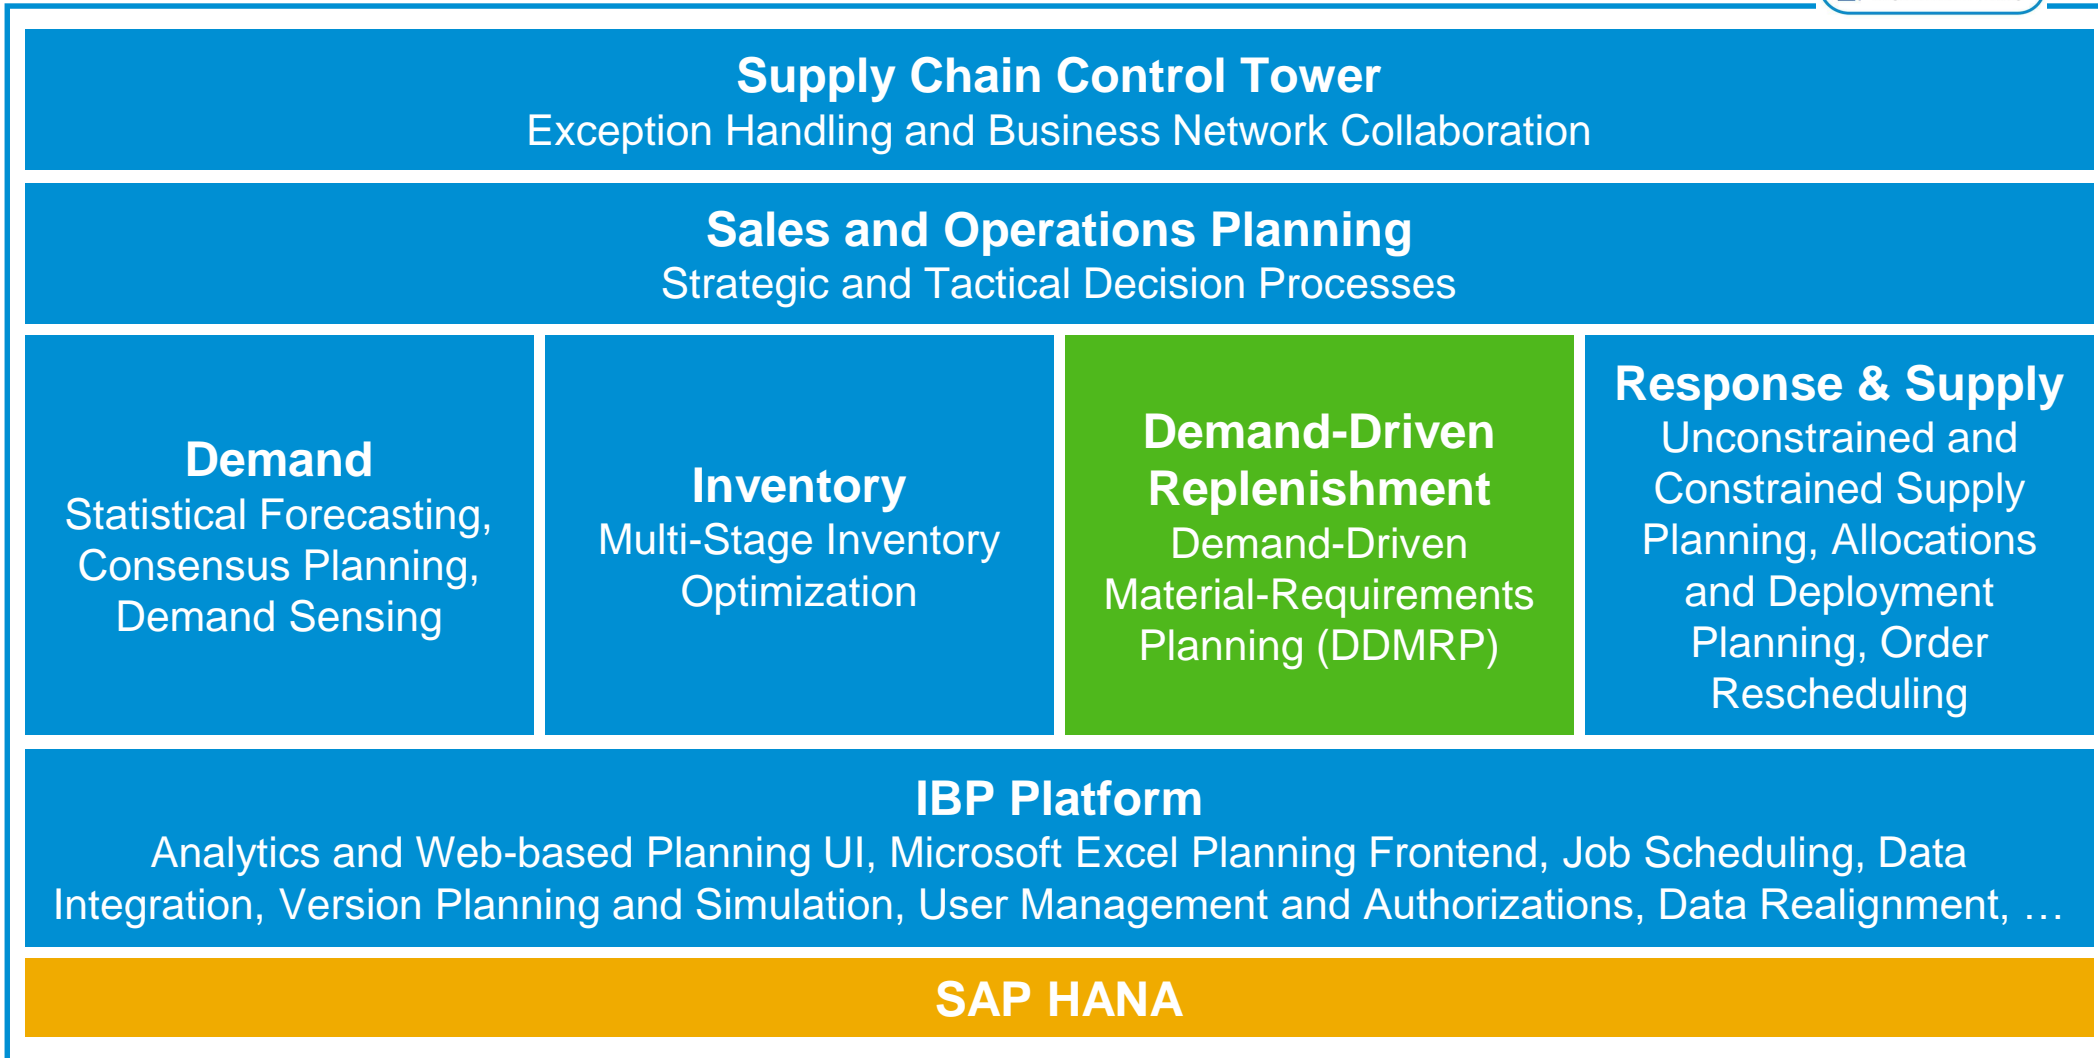 Supply Chain Control Tower
Exception Handling and Business Network Collaboration
Sales and Operations Planning
Strategic and Tactical Decision Processes
Demand
Statistical Forecasting,
Consensus Planning,
Demand Sensing
Inventory
Multi-Stage Inventory
Optimization
Demand-Driven
Replenishment
Demand-Driven
Material-Requirements
Planning (DDMRP)
Response & Supply
Unconstrained and
Constrained Supply
Planning, Allocations
and Deployment
Planning, Order
Rescheduling
IBP Platform
Analytics and Web-based Planning UI, Microsoft Excel Planning Frontend, Job Scheduling, Data
Integration, Version Planning and Simulation, User Management and Authorizations, Data Realignment, …
SAP HANA